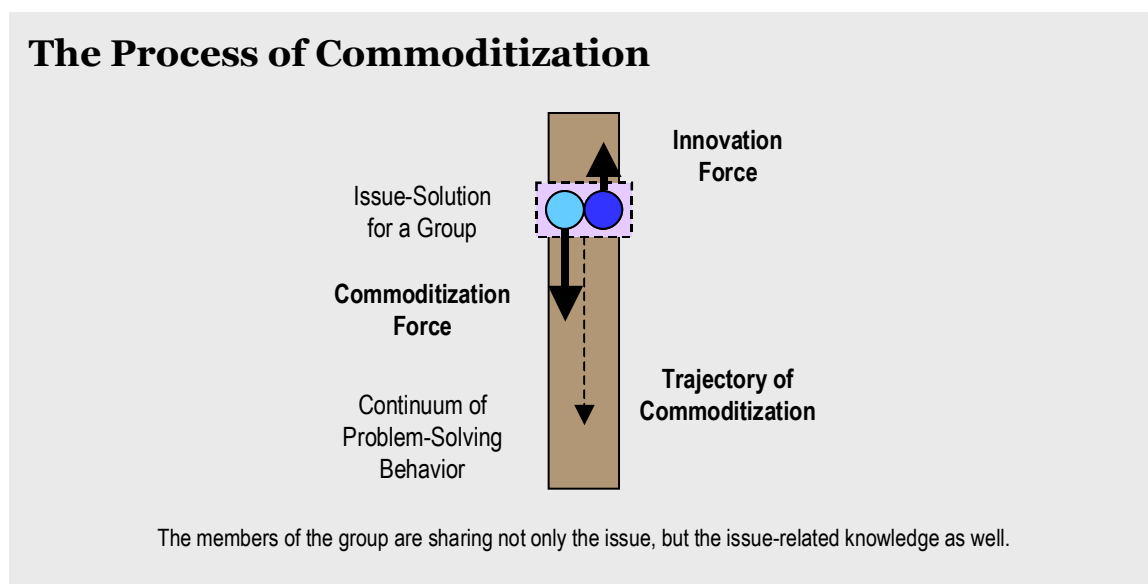 The Process of Commoditization
Innovation
Force
Issue-Solution
for a Group
Commoditization
Force
Trajectory of
Commoditization
Continuum of
Problem-Solving
Behavior
The members of the group are sharing not only the issue, but the issue-related knowledge as well.